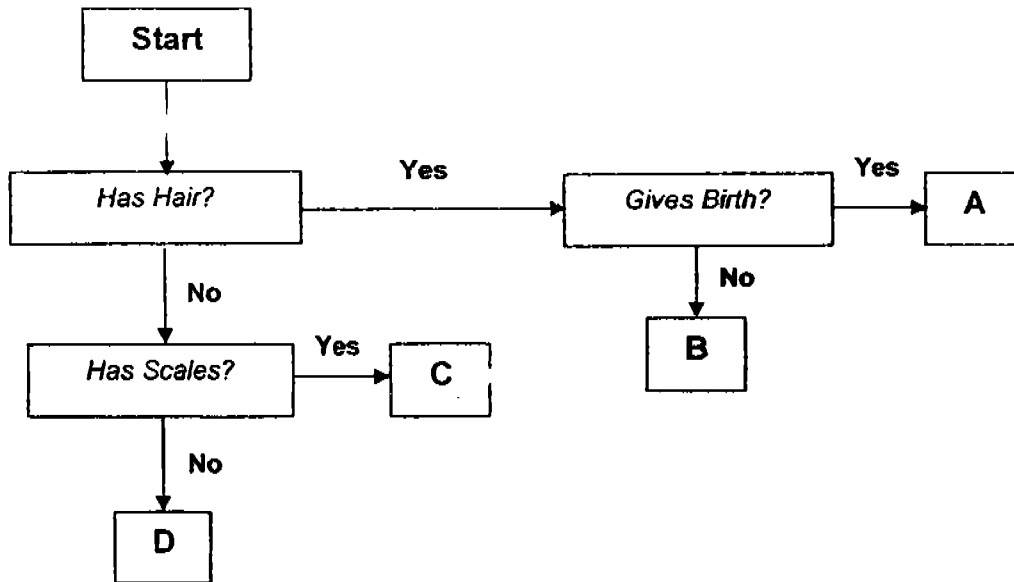 Start
Yes
Yes
Has Hair?
Gives Birth?
A
No
No
Yes
B
Has Scales?
C
No
D